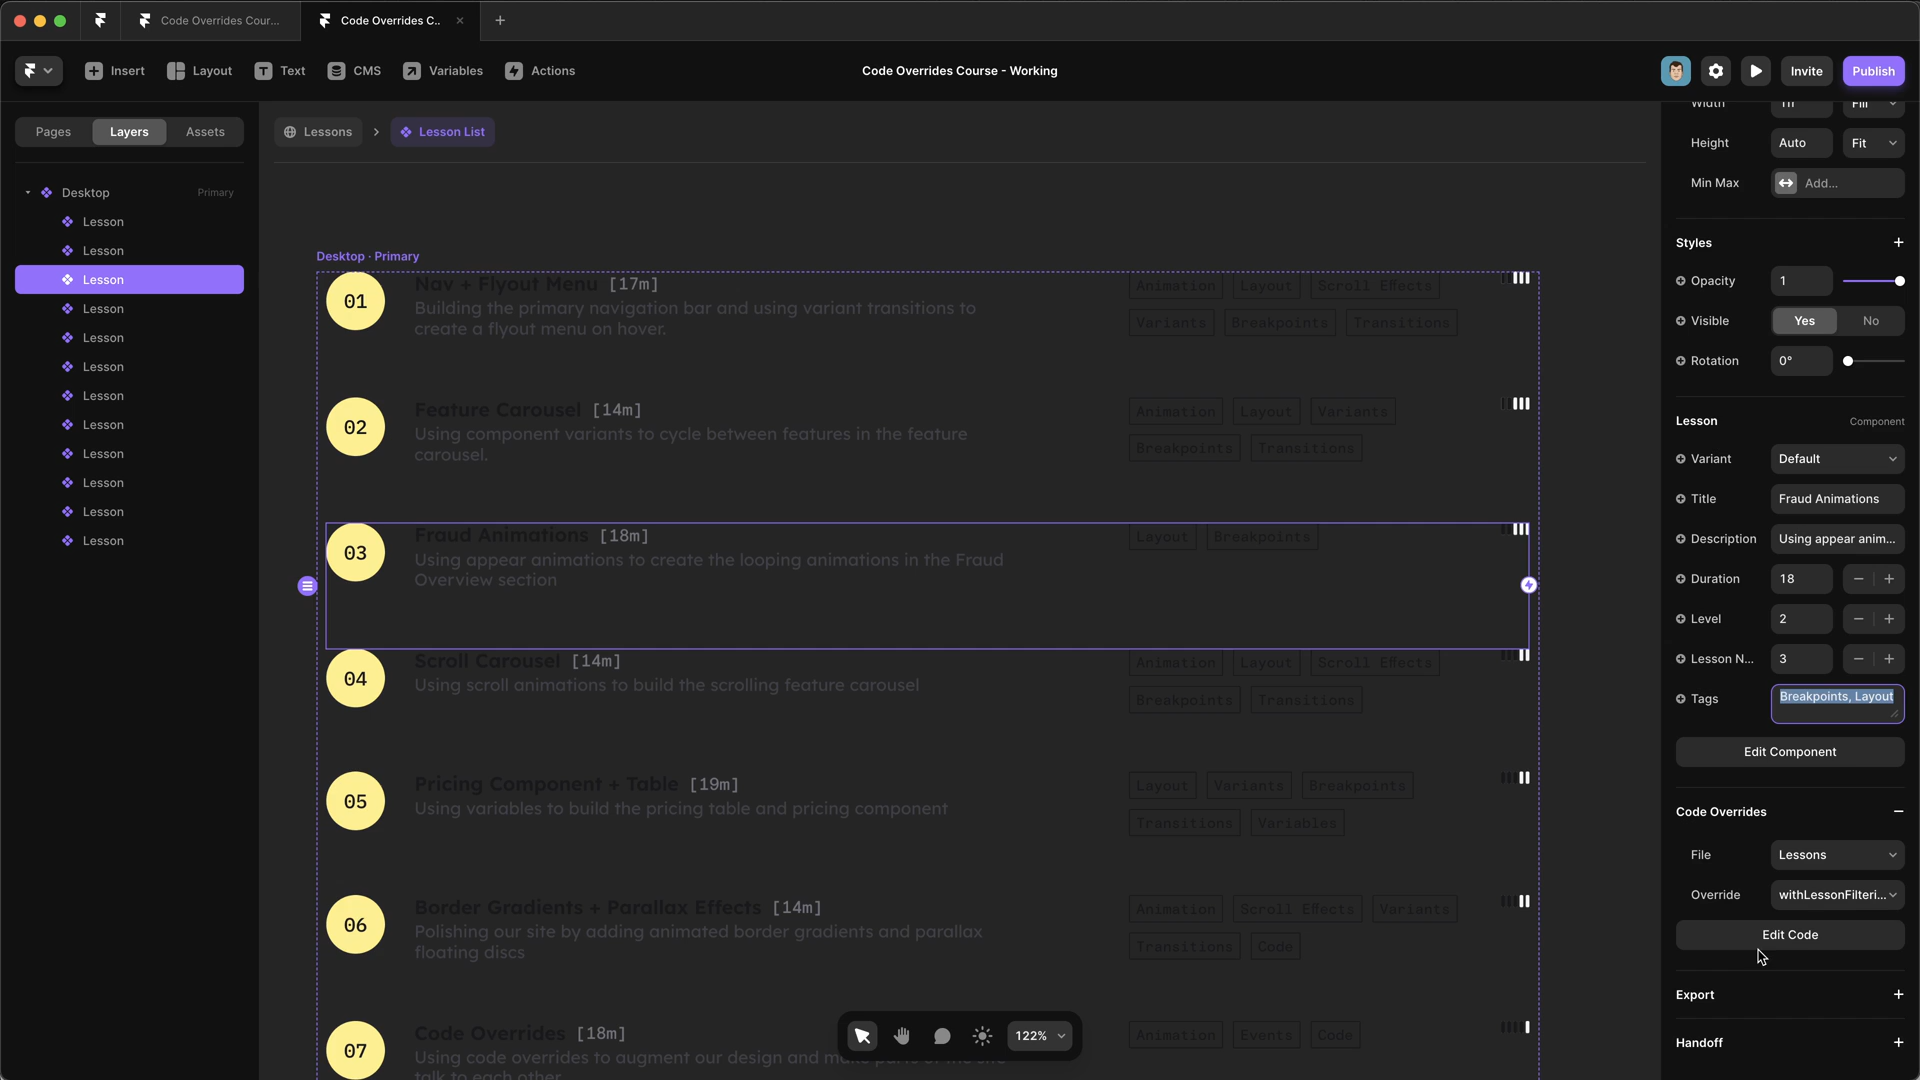 Code Overrides Cour...
Code Overrides C..
Insert
Layout
Text
CMS
Variables
Actions
Code Overrides Course - Working
Invite
Publish
Pages
Layers
Assets
Lessons
Lesson List
Desktop
Primary
Lesson
Lesson
Lesson
Lesson
Lesson
Lesson
Lesson
Lesson
Lesson
Lesson
Lesson
Lesson
Desktop · Primary
01
Nav + Flyout Menu [17m]
Building the primary navigation bar and using variant transitions to
create a flyout menu on hover.
Animation Layout Scroll Effects
Variants Breakpoints Transitions
02
Feature Carousel [14m]
Using component variants to cycle between features in the feature
carousel.
Animation Layout Variants
Breakpoints Transitions
03
Fraud Animations [18m]
Using appear animations to create the looping animations in the Fraud
Overview section
Layout Breakpoints
04
Scroll Carousel [14m]
Using scroll animations to build the scrolling feature carousel
Animation Layout Scroll Effects
Breakpoints Transitions
05
Pricing Component + Table [19m]
Using variables to build the pricing table and pricing component
Layout Variants Breakpoints
Transitions Variables
06
Border Gradients + Parallax Effects [14m]
Polishing our site by adding animated border gradients and parallax
floating discs
Animation Scroll Effects Variants
Transitions Code
07
Code Overrides [18m]
Using code overrides to augment our design and make parts of the site
talk to each other
Animation Events Code
122%
Width Fill
Height Auto Fit
Min Max Add...
Styles
Opacity 1
Visible Yes No
Rotation 0°
Lesson Component
Variant Default
Title Fraud Animations
Description Using appear anim...
Duration 18
Level 2
Lesson N... 3
Tags Breakpoints, Layout
Edit Component
Code Overrides
File Lessons
Override withLessonFilteri...
Edit Code
Export
Handoff